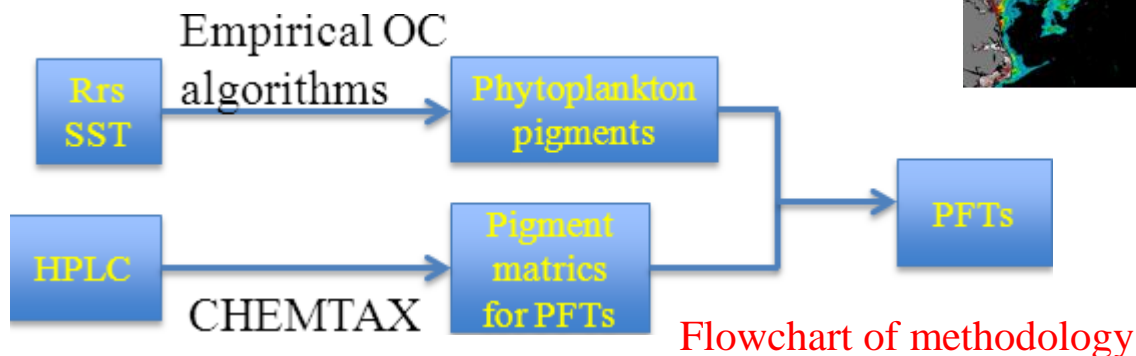 Empirical OC
algorithms
Rrs
SST
Phytoplankton
pigments
HPLC
CHEMTAX
Pigment
matrics
for PFTs
PFTs
Flowchart of methodology